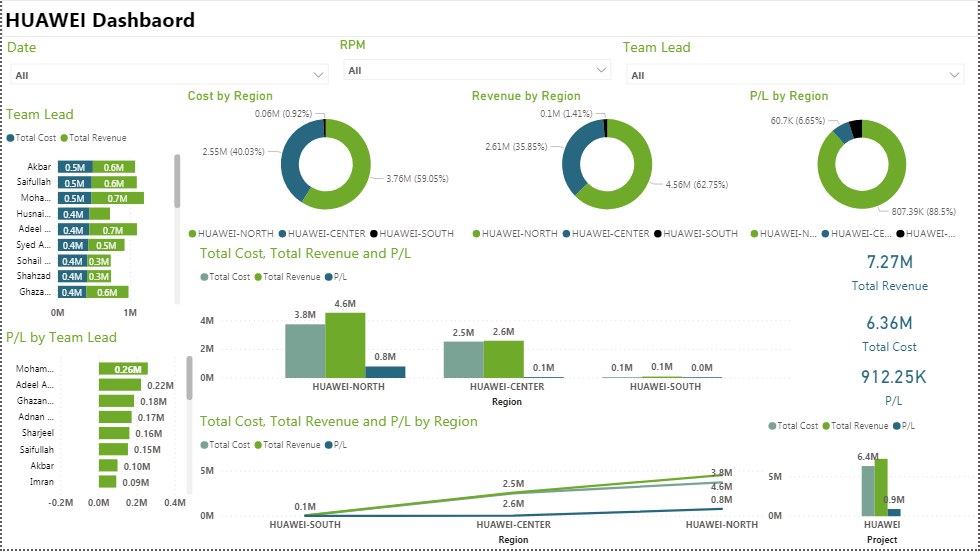 HUAWEI Dashbaord
Date
RPM
Team Lead
All
All
All
Team Lead
Total Cost Total Revenue
Akbar 0.5M 0.6M
Saifullah 0.5M 0.6M
Moha... 0.5M 0.7M
Husnai... 0.4M
Adeel ... 0.4M 0.7M
Syed A... 0.4M 0.5M
Sohail ... 0.4M 0.3M
Shahzad 0.4M 0.3M
Ghaza... 0.4M 0.6M
0M 1M
P/L by Team Lead
Moham... 0.26M
Adeel A... 0.22M
Ghazan... 0.18M
Adnan ... 0.17M
Sharjeel 0.16M
Saifullah 0.15M
Akbar 0.10M
Imran 0.09M
-0.2M 0.0M 0.2M 0.4M
Cost by Region
0.06M (0.92%)
2.55M (40.03%)
3.76M (59.05%)
HUAWEI-NORTH HUAWEI-CENTER HUAWEI-SOUTH
Revenue by Region
0.1M (1.41%)
2.61M (35.85%)
4.56M (62.75%)
HUAWEI-NORTH HUAWEI-CENTER HUAWEI-SOUTH
P/L by Region
60.7K (6.65%)
807.39K (88.5%)
HUAWEI-N... HUAWEI-CE... HUAWEI-...
Total Cost, Total Revenue and P/L
Total Cost Total Revenue P/L
4M
2M
0M
3.8M 4.6M 0.8M
2.5M 2.6M 0.1M
0.1M 0.1M 0.0M
HUAWEI-NORTH HUAWEI-CENTER HUAWEI-SOUTH
Region
7.27M
Total Revenue
6.36M
Total Cost
912.25K
P/L
Total Cost, Total Revenue and P/L by Region
Total Cost Total Revenue P/L
5M
0M
0.1M
2.5M
2.6M
3.8M
4.6M
0.8M
HUAWEI-SOUTH HUAWEI-CENTER HUAWEI-NORTH
Region
Total Cost Total Revenue P/L
5M
0M
6.4M
0.9M
HUAWEI
Project